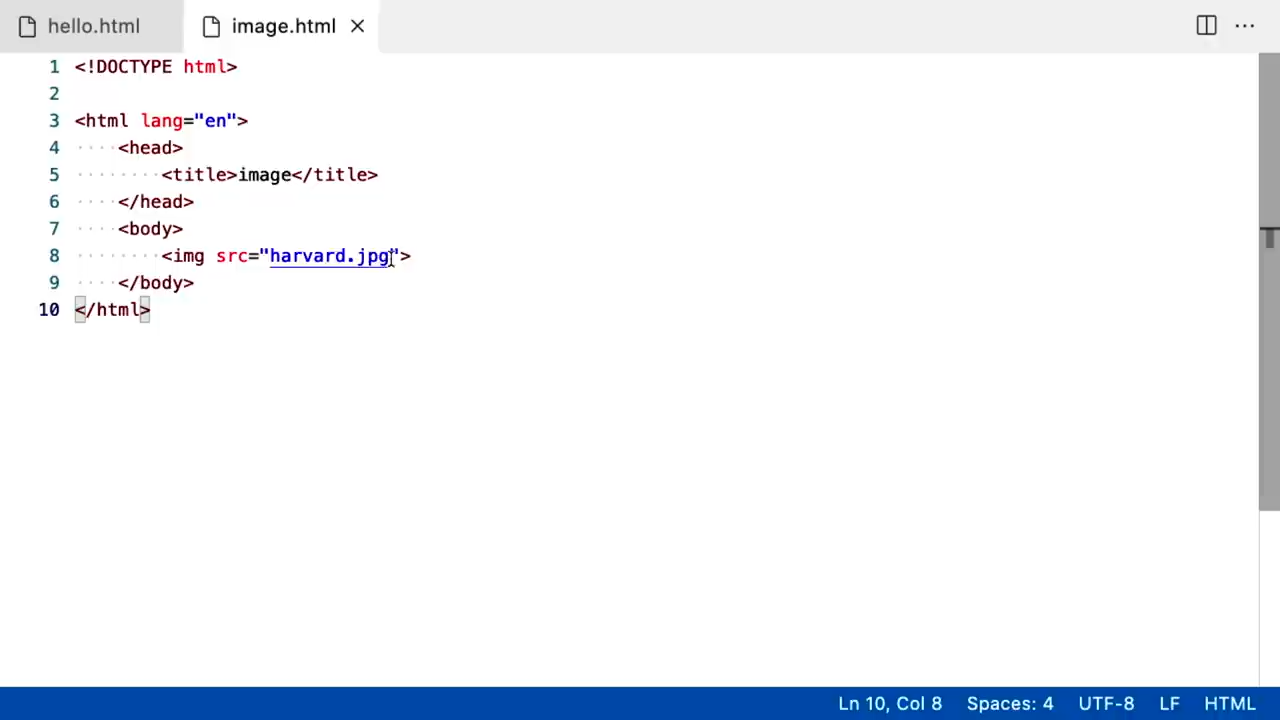 hello.html image.html
1 <!DOCTYPE html>
2
3 <html lang="en">
4 <head>
5 <title>image</title>
6 </head>
7 <body>
8 <img src="harvard.jpg">
9 </body>
10 </html>
Ln 10, Col 8 Spaces: 4 UTF-8 LF HTML